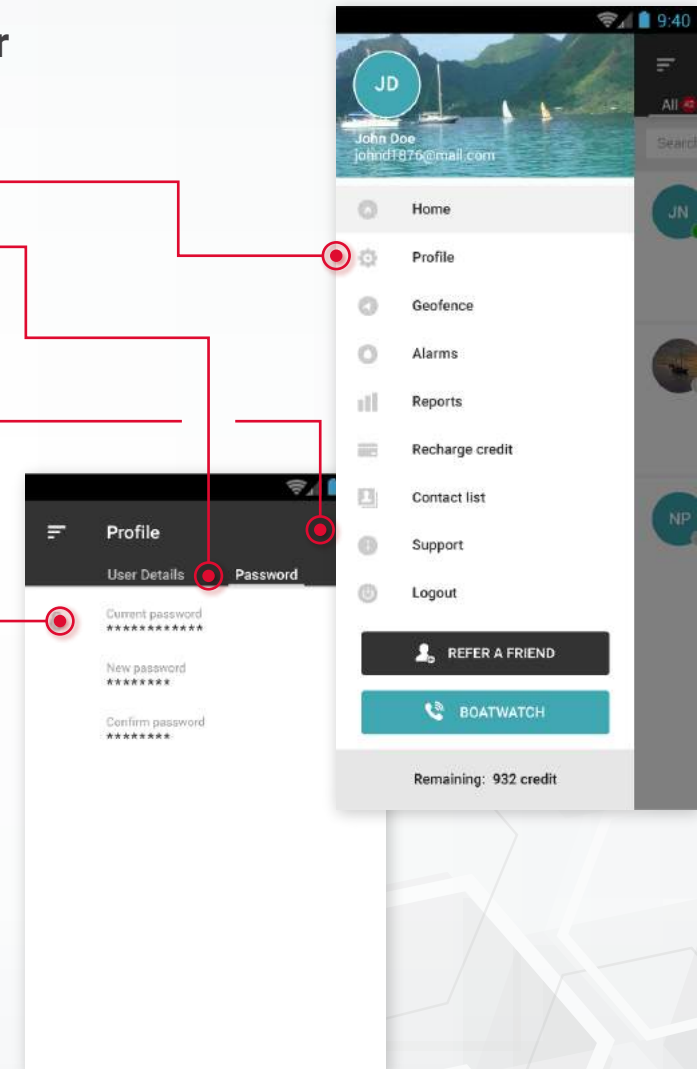 r
9:40
JD
John Doe
johnd1876@mail.com
Home
Profile
Geofence
Alarms
Reports
Recharge credit
Contact list
Support
Logout
REFER A FRIEND
BOATWATCH
Remaining: 932 credit
All
Search
JN
NP
Profile
User Details
Password
Current password
************
New password
********
Confirm password
********